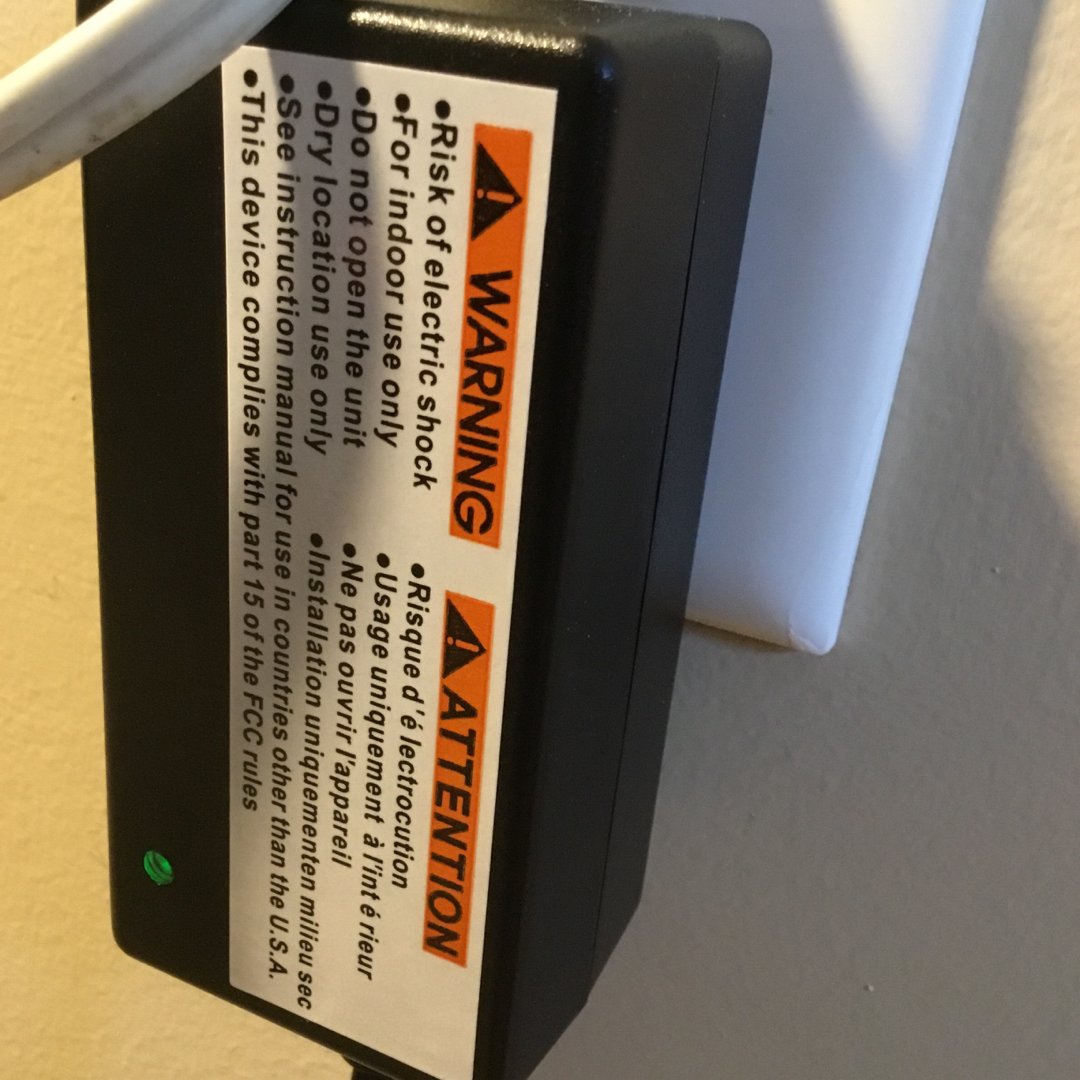 WARNING
●Risk of electric shock
●For indoor use only
●Do not open the unit
●Dry location use only
ATTENTION
●Risque d'é lectrocution
●Usage uniquement à l'inté rieur
●Ne pas ouvrir l'appareil
●Installation uniquementen milieu sec
●See instruction manual for use in countries other than the U.S.A.
●This device complies with part 15 of the FCC rules